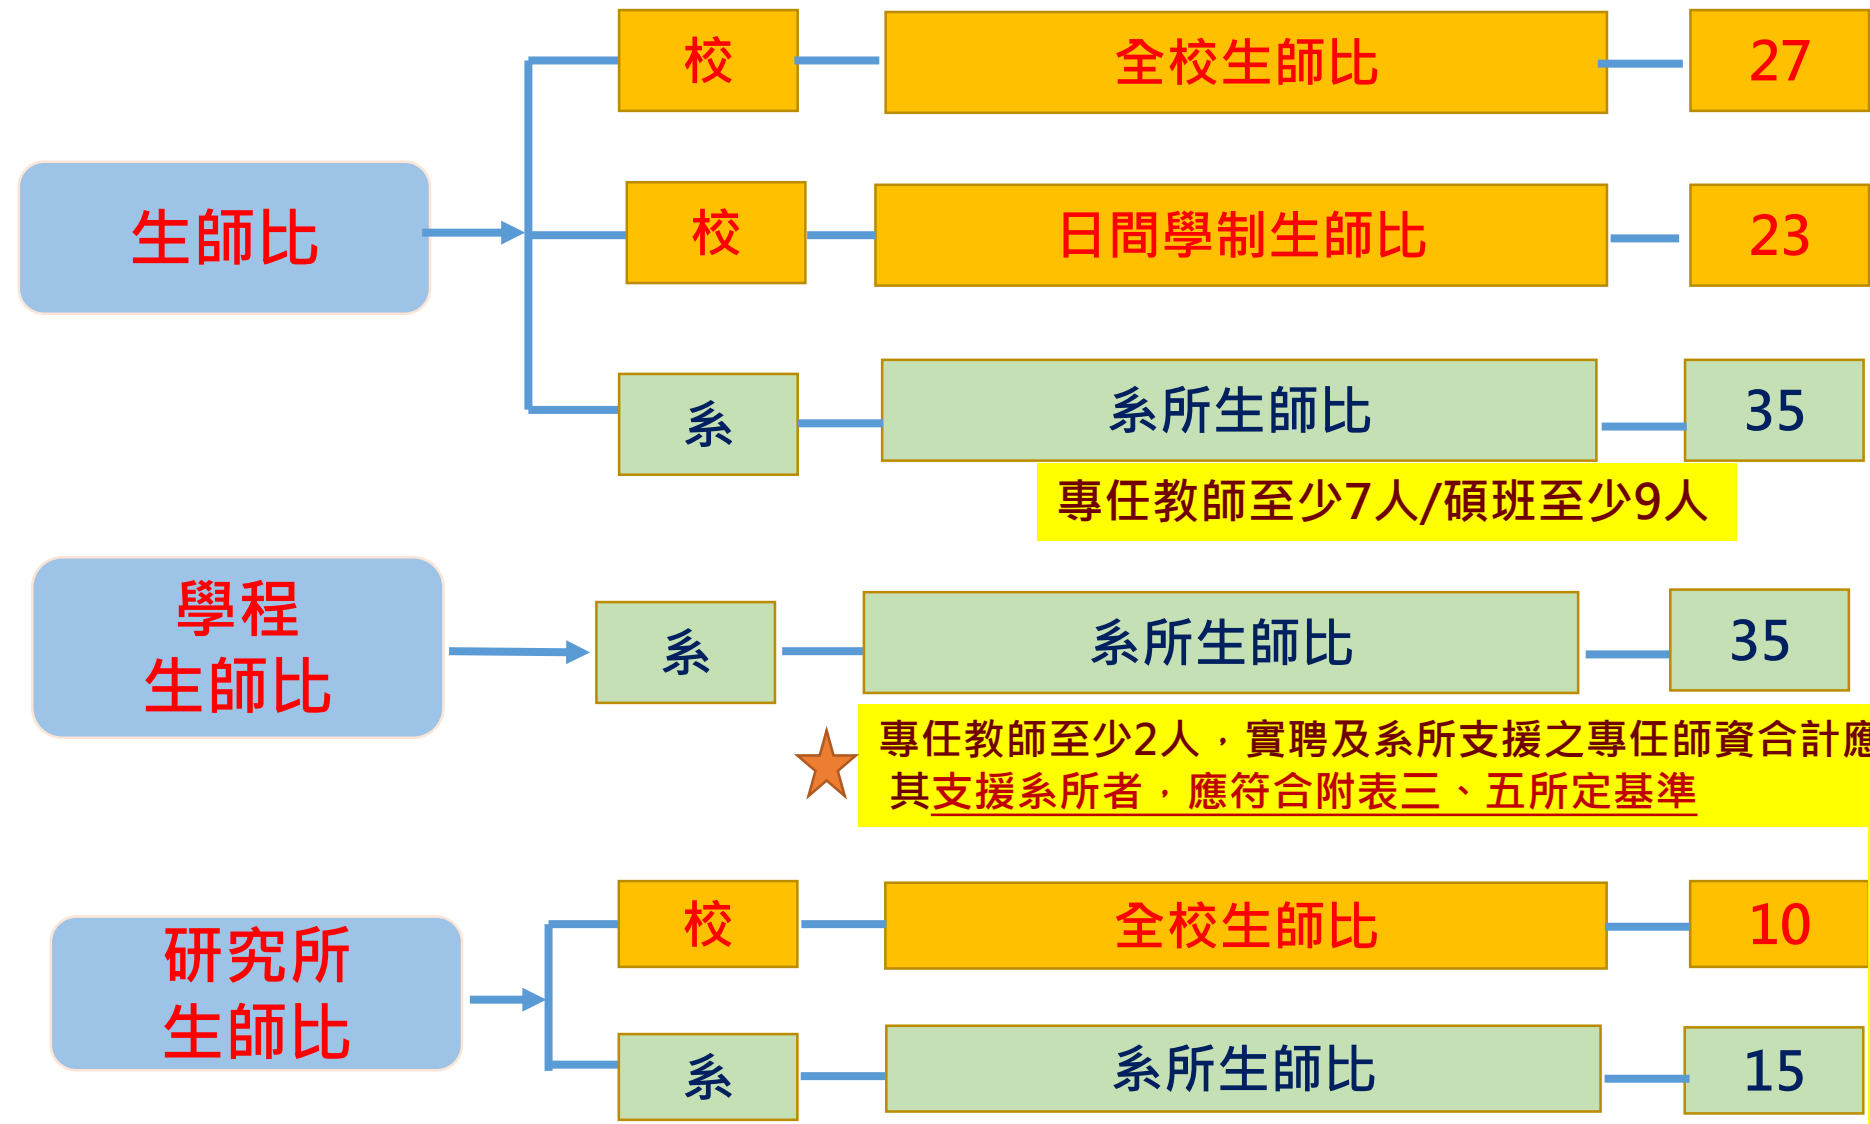 校 全校生師比 27
生師比
校 日間學制生師比 23
系 系所生師比 35
專任教師至少7人/碩班至少9人
學程
生師比
系 系所生師比 35
專任教師至少2人，實聘及系所支援之專任師資合計應
其支援系所者，應符合附表三、五所定基準
研究所
生師比
校 全校生師比 10
系 系所生師比 15